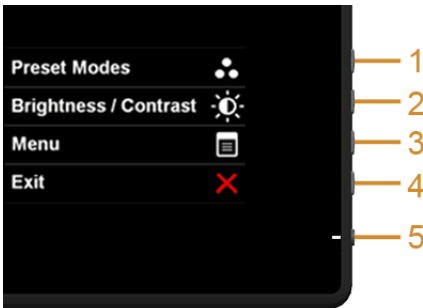 Preset Modes 1
Brightness / Contrast 2
Menu 3
Exit 4
5